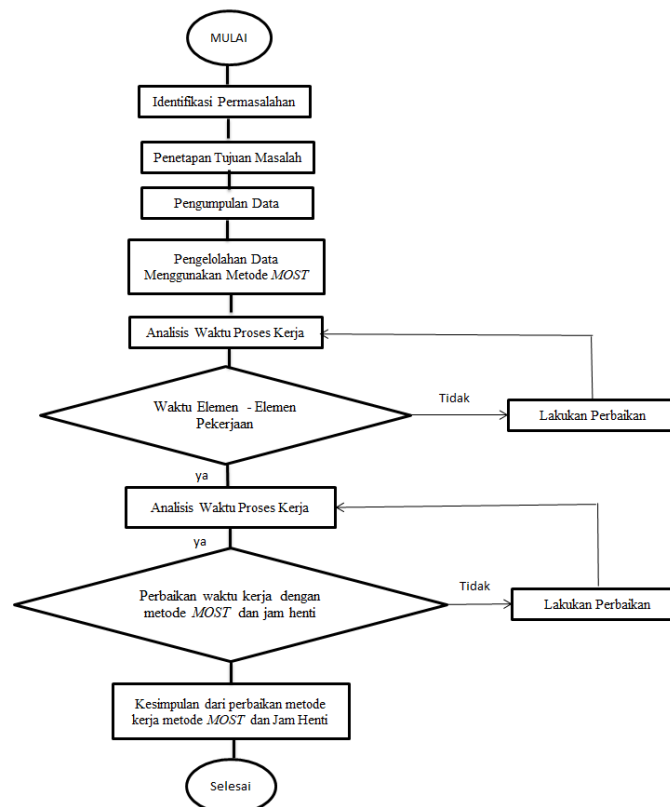 MULAI
Identifikasi Permasalahan
Penetapan Tujuan Masalah
Pengumpulan Data
Pengelolahan Data
Menggunakan Metode MOST
Analisis Waktu Proses Kerja
Waktu Elemen - Elemen
Pekerjaan
Tidak
Lakukan Perbaikan
ya
Analisis Waktu Proses Kerja
ya
Perbaikan waktu kerja dengan
metode MOST dan jam henti
Tidak
Lakukan Perbaikan
Kesimpulan dari perbaikan metode
kerja metode MOST dan Jam Henti
Selesai